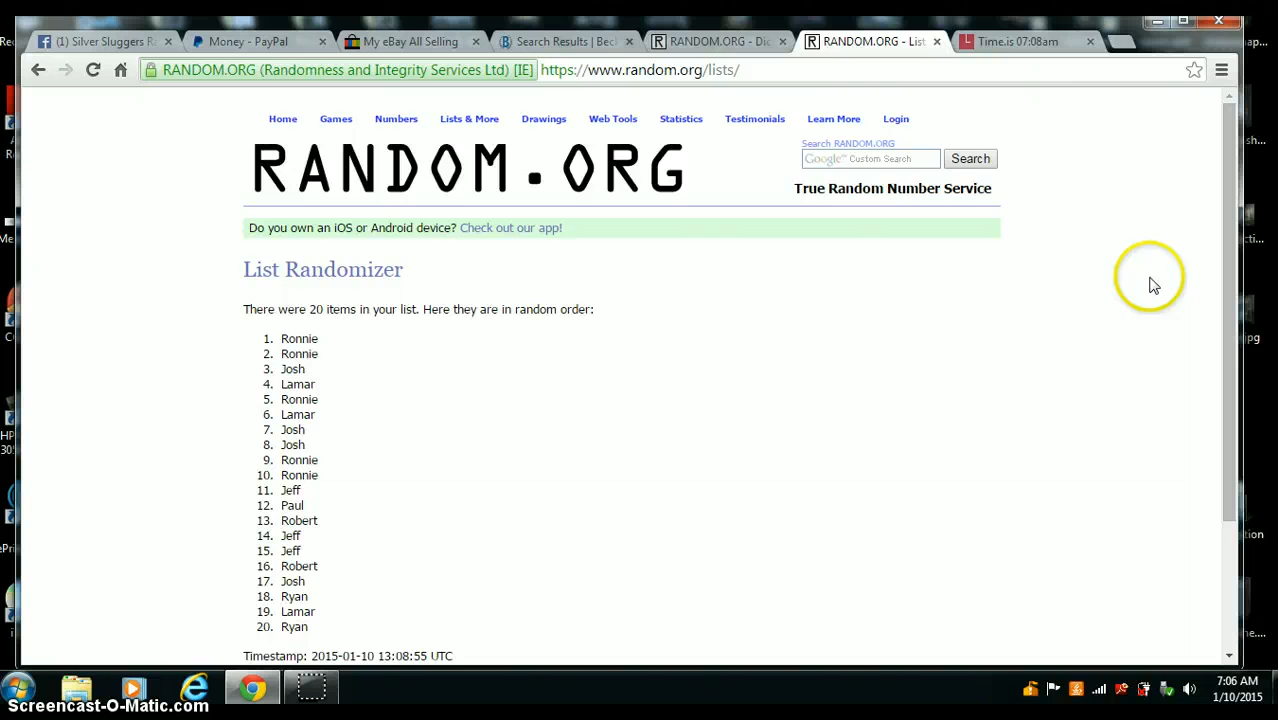 (1) Silver Sluggers R
Money - PayPal
My eBay All Selling
Search Results | Beck
RANDOM.ORG - Dic
RANDOM.ORG - List
Time.is 07:08am
RANDOM.ORG (Randomness and Integrity Services Ltd) [IE] https://www.random.org/lists/
Home Games Numbers Lists & More Drawings Web Tools Statistics Testimonials Learn More Login
RANDOM.ORG
Search RANDOM.ORG
Google™ Custom Search Search
True Random Number Service
Do you own an iOS or Android device? Check out our app!
List Randomizer
There were 20 items in your list. Here they are in random order:
1. Ronnie
2. Ronnie
3. Josh
4. Lamar
5. Ronnie
6. Lamar
7. Josh
8. Josh
9. Ronnie
10. Ronnie
11. Jeff
12. Paul
13. Robert
14. Jeff
15. Jeff
16. Robert
17. Josh
18. Ryan
19. Lamar
20. Ryan
Timestamp: 2015-01-10 13:08:55 UTC
7:06 AM
1/10/2015
Screencast-O-Matic.com